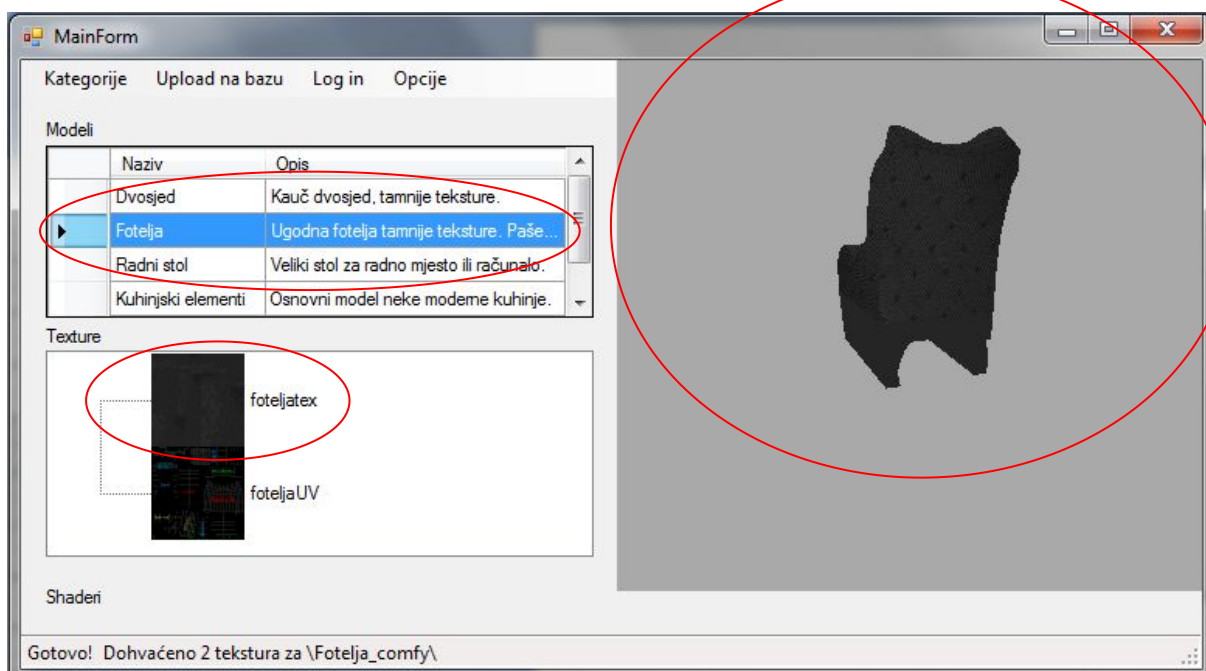 MainForm
Kategorije Upload na bazu Log in Opcije
Modeli
Naziv Opis
Dvosjed Kauč dvosjed, tamnije teksture.
Fotelja Ugodna fotelja tamnije teksture. Paše...
Radni stol Veliki stol za radno mjesto ili računalo.
Kuhinjski elementi Osnovni model neke moderne kuhinje.
Texture
foteljatex
foteljaUV
Shaderi
Gotovo! Dohvaćeno 2 tekstura za \Fotelja_comfy\